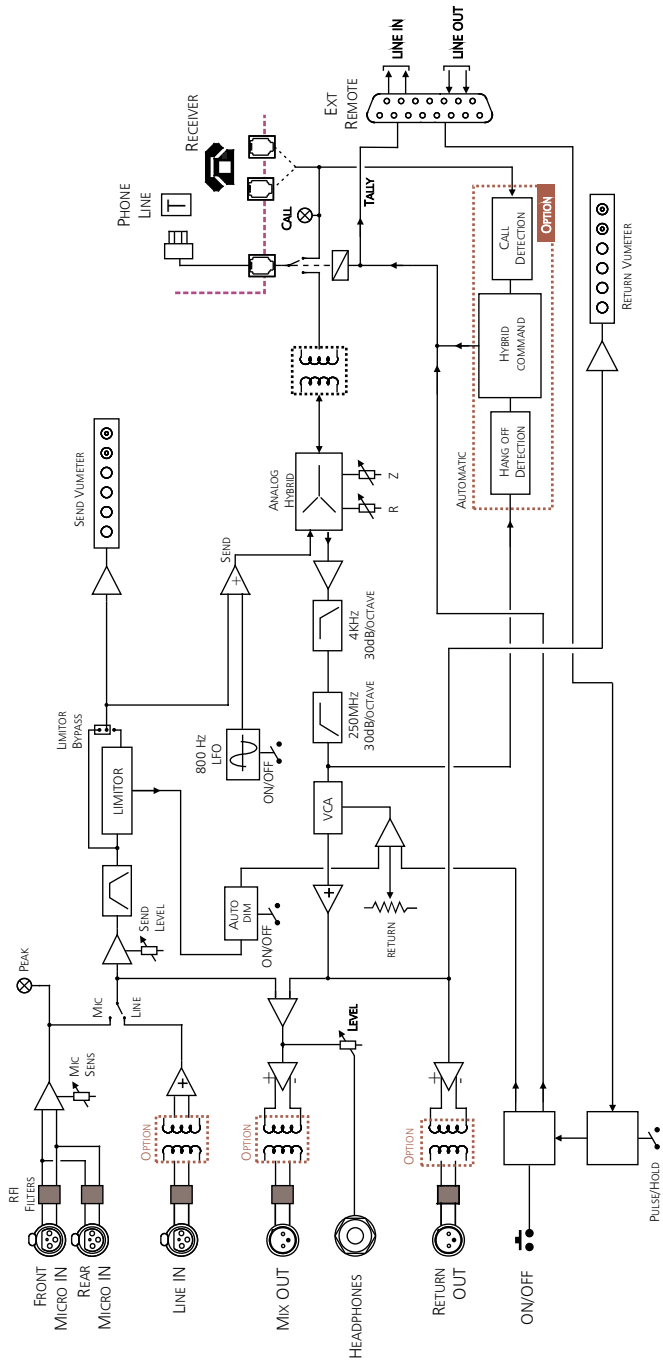 FRONT
MICRO IN
REAR
MICRO IN
LINE IN
MIX OUT
HEADPHONES
RETURN
OUT
ON/OFF
PULSE/HOLD
RFI
FILTERS
OPTION
OPTION
OPTION
MIC
SENS
PEAK
MIC
LINE
LEVEL
SEND
LEVEL
LIMITOR
LIMITOR
BYPASS
AUTO
DIM
ON/OFF
RETURN
VCA
800 HZ
LFO
ON/OFF
250MHZ
30dB/OCTAVE
4KHZ
30dB/OCTAVE
SEND
SEND VUMETER
ANALOG
HYBRID
R
Z
AUTOMATIC
HANG OFF
DETECTION
HYBRID
COMMAND
CALL
DETECTION
OPTION
RETURN VUMETER
CALL
TALLY
PHONE
LINE
T
RECEIVER
EXT
REMOTE
LINE IN
LINE OUT